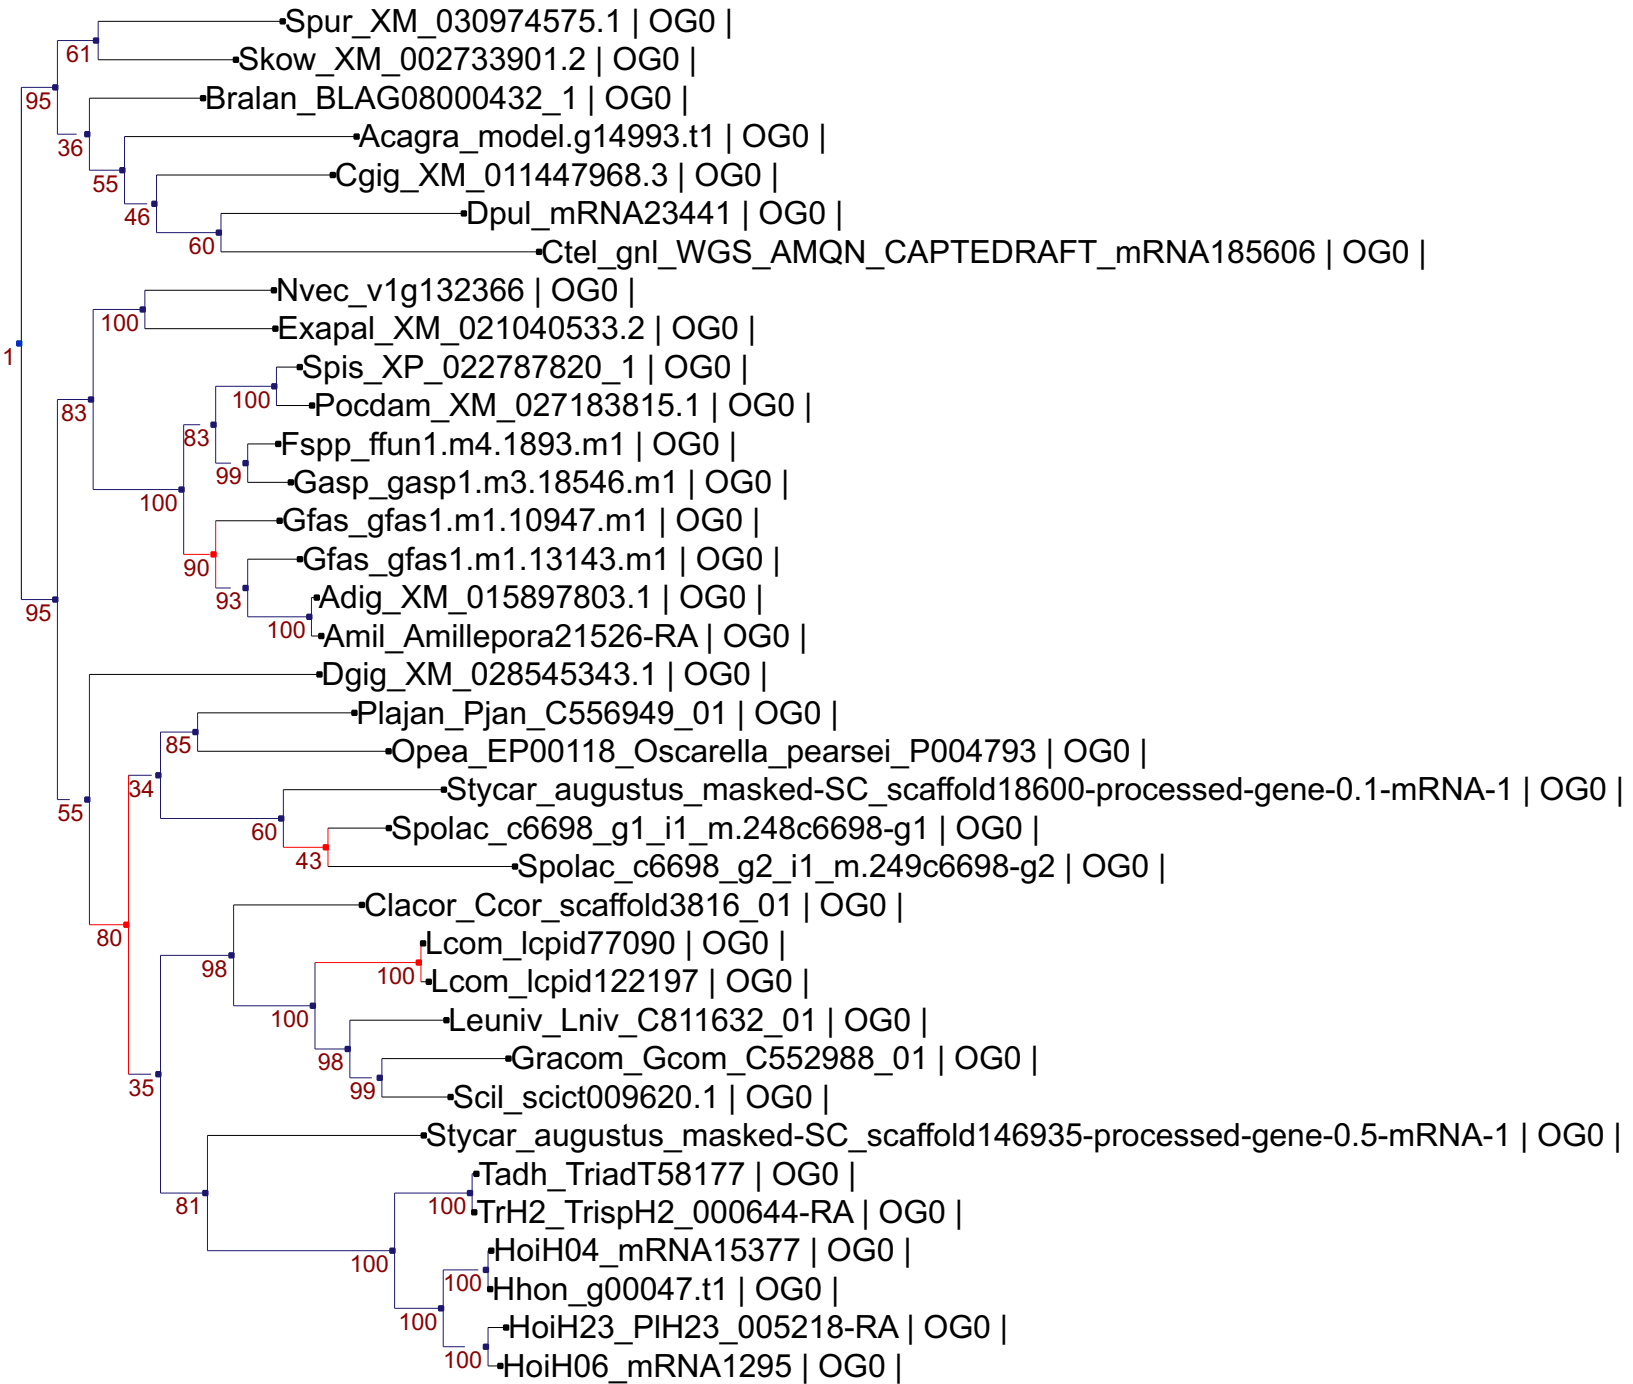 Spur_XM_030974575.1 | OG0 |
61
Skow_XM_002733901.2 | OG0 |
95
Bralan_BLAG08000432_1 | OG0 |
36
Acagra_model.g14993.t1 | OG0 |
55
Cgig_XM_011447968.3 | OG0 |
46
Dpul_mRNA23441 | OG0 |
60
Ctel_gnl_WGS_AMQN_CAPTEDRAFT_mRNA185606 | OG0 |
Nvec_v1g132366 | OG0 |
100
Exapal_XM_021040533.2 | OG0 |
1
Spis_XP_022787820_1 | OG0 |
100
Pocdam_XM_027183815.1 | OG0 |
83
83
Fspp_ffun1.m4.1893.m1 | OG0 |
99
Gasp_gasp1.m3.18546.m1 | OG0 |
100
Gfas_gfas1.m1.10947.m1 | OG0 |
90
Gfas_gfas1.m1.13143.m1 | OG0 |
93
Adig_XM_015897803.1 | OG0 |
95
100
Amil_Amillepora21526-RA | OG0 |
Dgig_XM_028545343.1 | OG0 |
Plajan_Pjan_C556949_01 | OG0 |
85
Opea_EP00118_Oscarella_pearsei_P004793 | OG0 |
34
Stycar_augustus_masked-SC_scaffold18600-processed-gene-0.1-mRNA-1 | OG0 |
55
60
Spolac_c6698_g1_i1_m.248c6698-g1 | OG0 |
43
Spolac_c6698_g2_i1_m.249c6698-g2 | OG0 |
Clacor_Ccor_scaffold3816_01 | OG0 |
80
Lcom_lcpid77090 | OG0 |
98
100
Lcom_lcpid122197 | OG0 |
100
Leuniv_Lniv_C811632_01 | OG0 |
98
Gracom_Gcom_C552988_01 | OG0 |
35
99
Scil_scict009620.1 | OG0 |
Stycar_augustus_masked-SC_scaffold146935-processed-gene-0.5-mRNA-1 | OG0 |
Tadh_TriadT58177 | OG0 |
81
100
TrH2_TrispH2_000644-RA | OG0 |
HoiH04_mRNA15377 | OG0 |
100
100
Hhon_g00047.t1 | OG0 |
100
HoiH23_PlH23_005218-RA | OG0 |
100
HoiH06_mRNA1295 | OG0 |